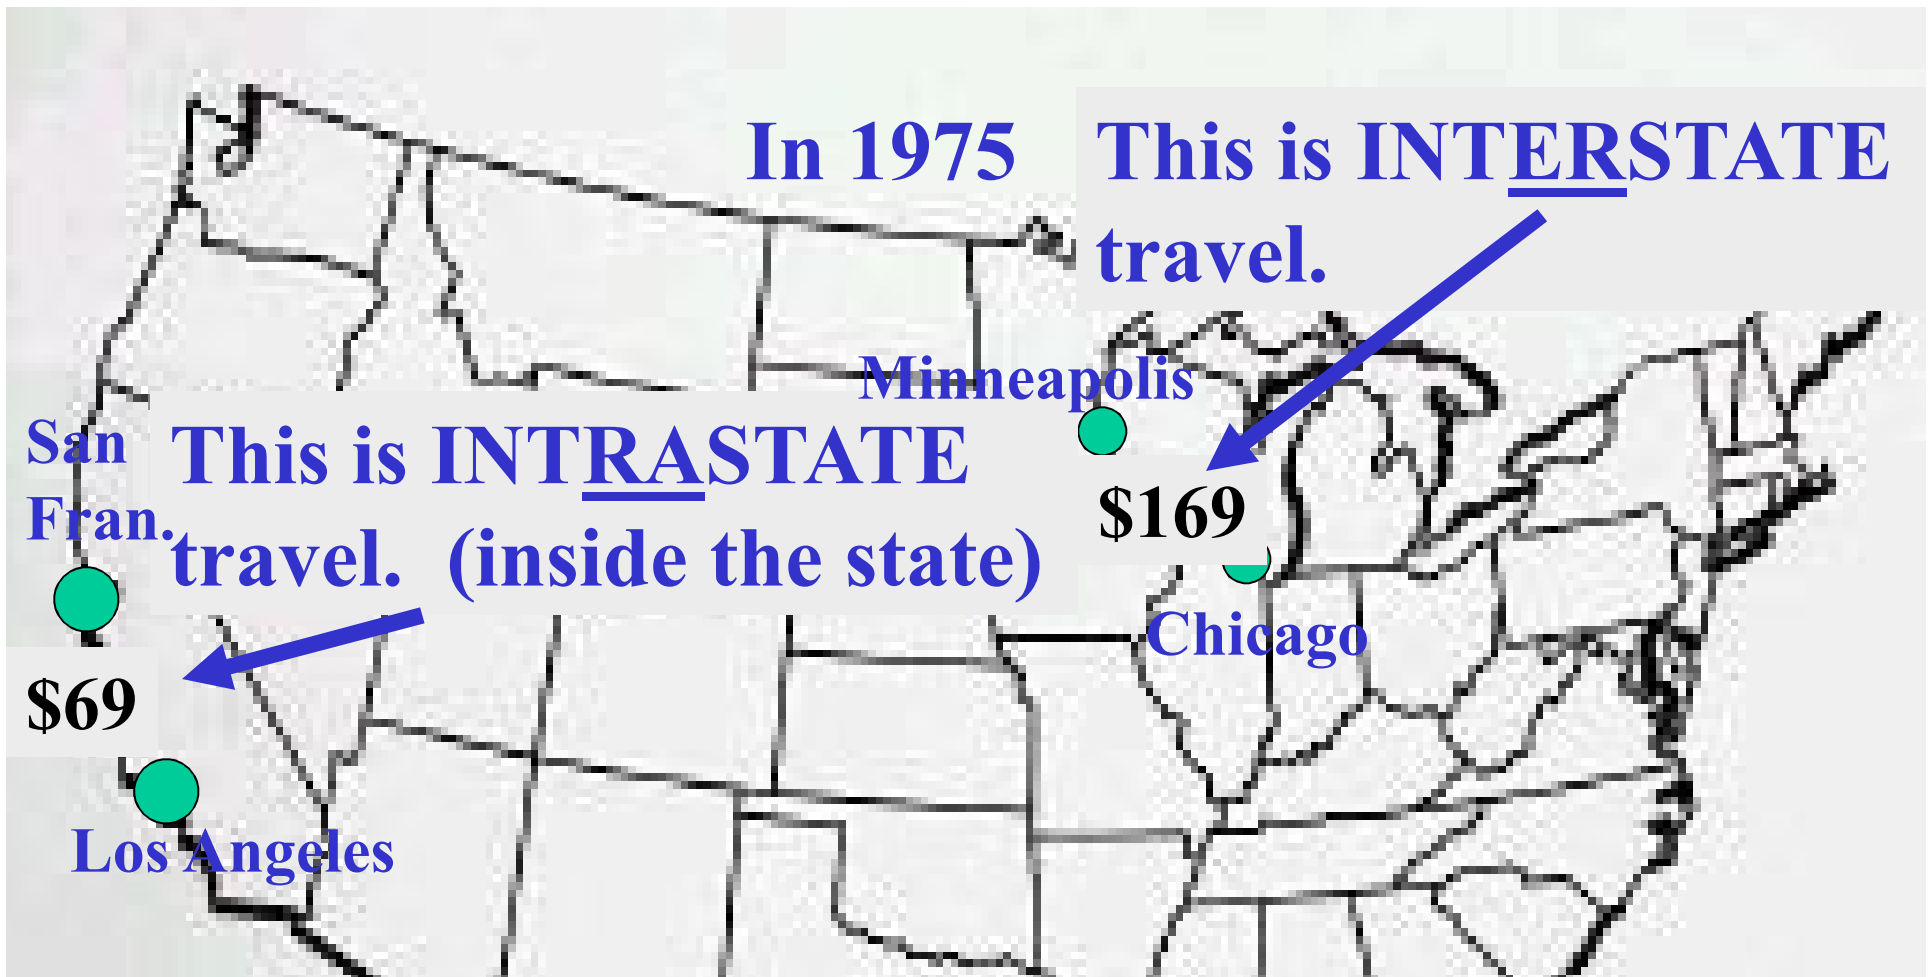 In 1975
This is INTERSTATE
travel.
Minneapolis
San
Fran.
This is INTRASTATE
travel. (inside the state)
$169
Chicago
$69
Los Angeles